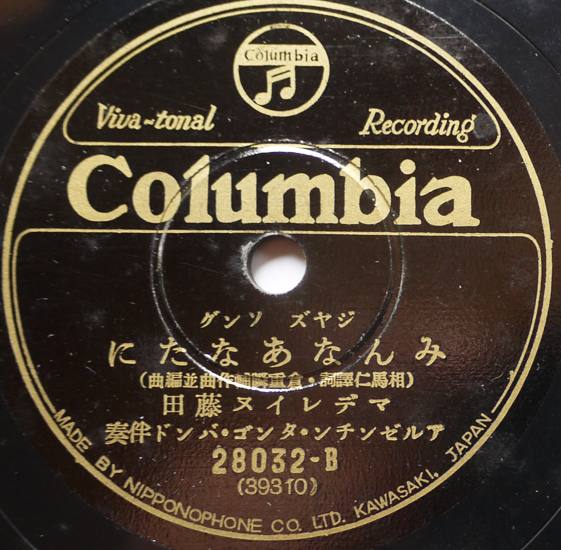 Columbia
Viva-tonal Recording
Columbia
ジヤズ ソング
みんなあなたに
(相馬仁譯詞・倉重瞬輔作曲並編曲)
マデレイヌ藤田
アルゼンチン・タンゴ・バンド伴奏
28032-B
(39310)
MADE BY NIPPONOPHONE CO. LTD. KAWASAKI, JAPAN